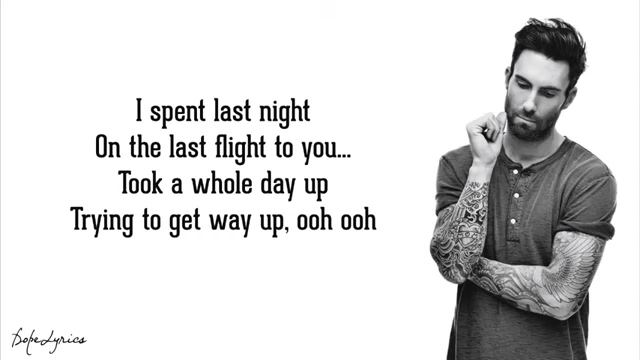 I spent last night
On the last flight to you...
Took a whole day up
Trying to get way up, ooh ooh
DopeLyrics